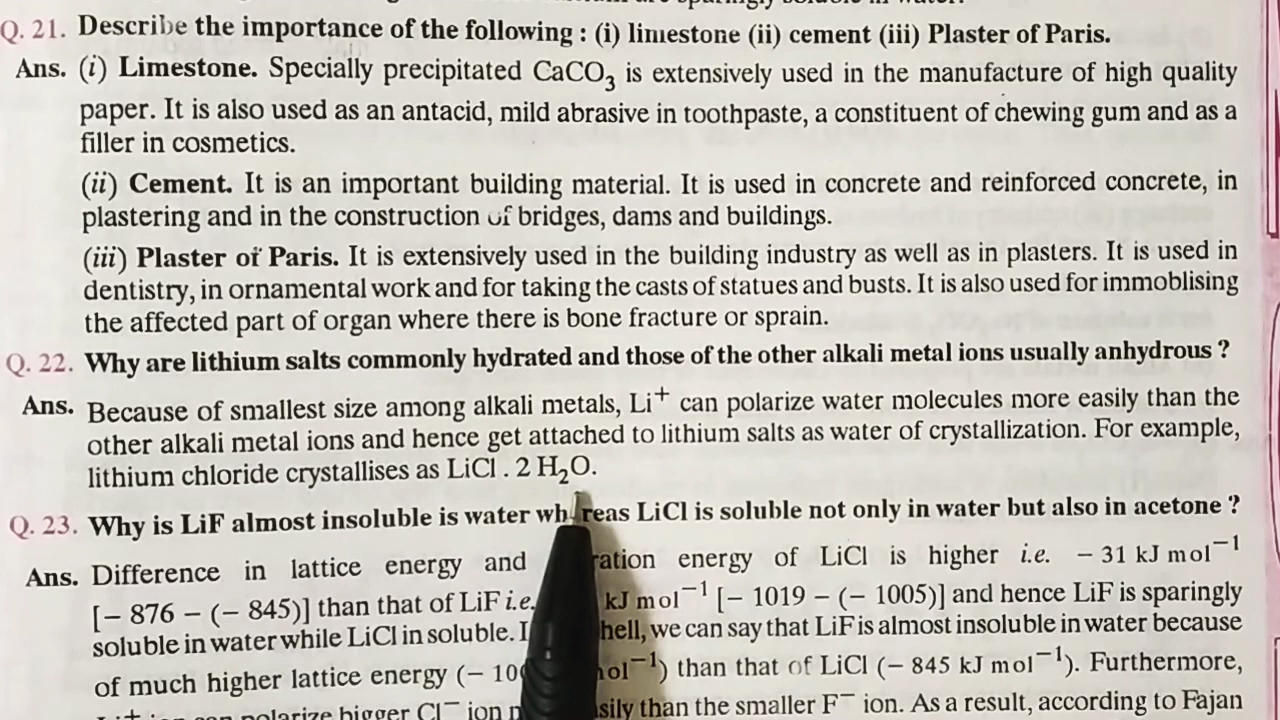 sparingly soluble in water.
Q. 21. Describe the importance of the following : (i) limestone (ii) cement (iii) Plaster of Paris.
Ans. (i) Limestone. Specially precipitated CaCO₃ is extensively used in the manufacture of high quality
paper. It is also used as an antacid, mild abrasive in toothpaste, a constituent of chewing gum and as a
filler in cosmetics.
(ii) Cement. It is an important building material. It is used in concrete and reinforced concrete, in
plastering and in the construction of bridges, dams and buildings.
(iii) Plaster of Paris. It is extensively used in the building industry as well as in plasters. It is used in
dentistry, in ornamental work and for taking the casts of statues and busts. It is also used for immoblising
the affected part of organ where there is bone fracture or sprain.
Q. 22. Why are lithium salts commonly hydrated and those of the other alkali metal ions usually anhydrous ?
Ans. Because of smallest size among alkali metals, Li⁺ can polarize water molecules more easily than the
other alkali metal ions and hence get attached to lithium salts as water of crystallization. For example,
lithium chloride crystallises as LiCl . 2 H₂O.
Q. 23. Why is LiF almost insoluble is water whereas LiCl is soluble not only in water but also in acetone ?
Ans. Difference in lattice energy and ration energy of LiCl is higher i.e. – 31 kJ mol⁻¹
[– 876 – (– 845)] than that of LiF i.e. kJ mol⁻¹ [– 1019 – (– 1005)] and hence LiF is sparingly
soluble in water while LiCl in soluble. hell, we can say that LiF is almost insoluble in water because
of much higher lattice energy (– 10 mol⁻¹) than that of LiCl (– 845 kJ mol⁻¹). Furthermore,
Li⁺ ion can polarize bigger Cl⁻ ion sily than the smaller F⁻ ion. As a result, according to Fajan